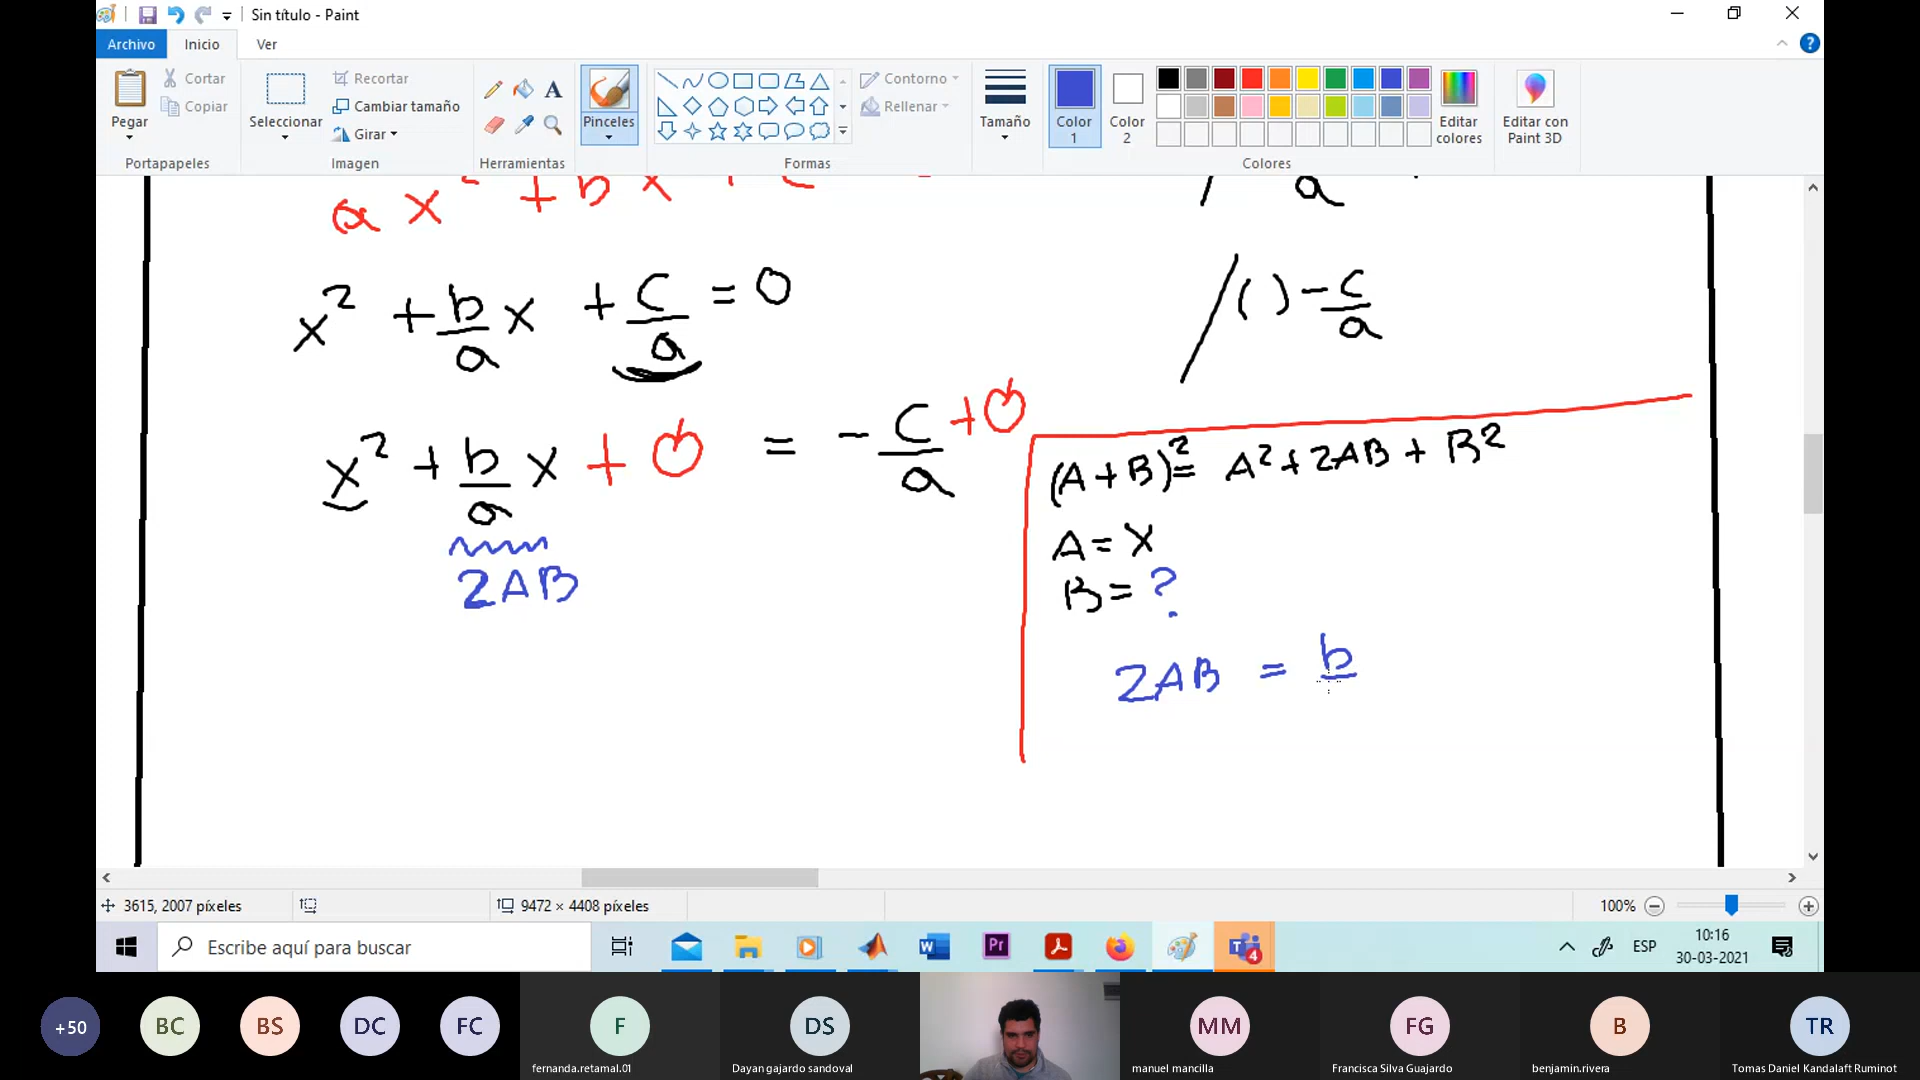 Sin título - Paint
Archivo Inicio Ver
Pegar
Cortar
Copiar
Portapapeles
Seleccionar
Recortar
Cambiar tamaño
Girar
Imagen
A
Herramientas
Pinceles
Contorno
Rellenar
Formas
Tamaño
Color 1
Color 2
Editar colores
Colores
Editar con Paint 3D
a x² + b x
a
x² + b/a x + c/a = 0
/( ) - c/a
x² + b/a x + = - c/a +
2AB
(A + B)² = A² + 2AB + B²
A = X
B = ?
2AB = b
3615, 2007 píxeles
9472 × 4408 píxeles
100%
Escribe aquí para buscar
W
Pr
4
ESP
10:16
30-03-2021
+50 BC BS DC FC F DS MM FG B TR
fernanda.retamal.01 Dayan gajardo sandoval manuel mancilla Francisca Silva Guajardo benjamin.rivera Tomas Daniel Kandalaft Ruminot